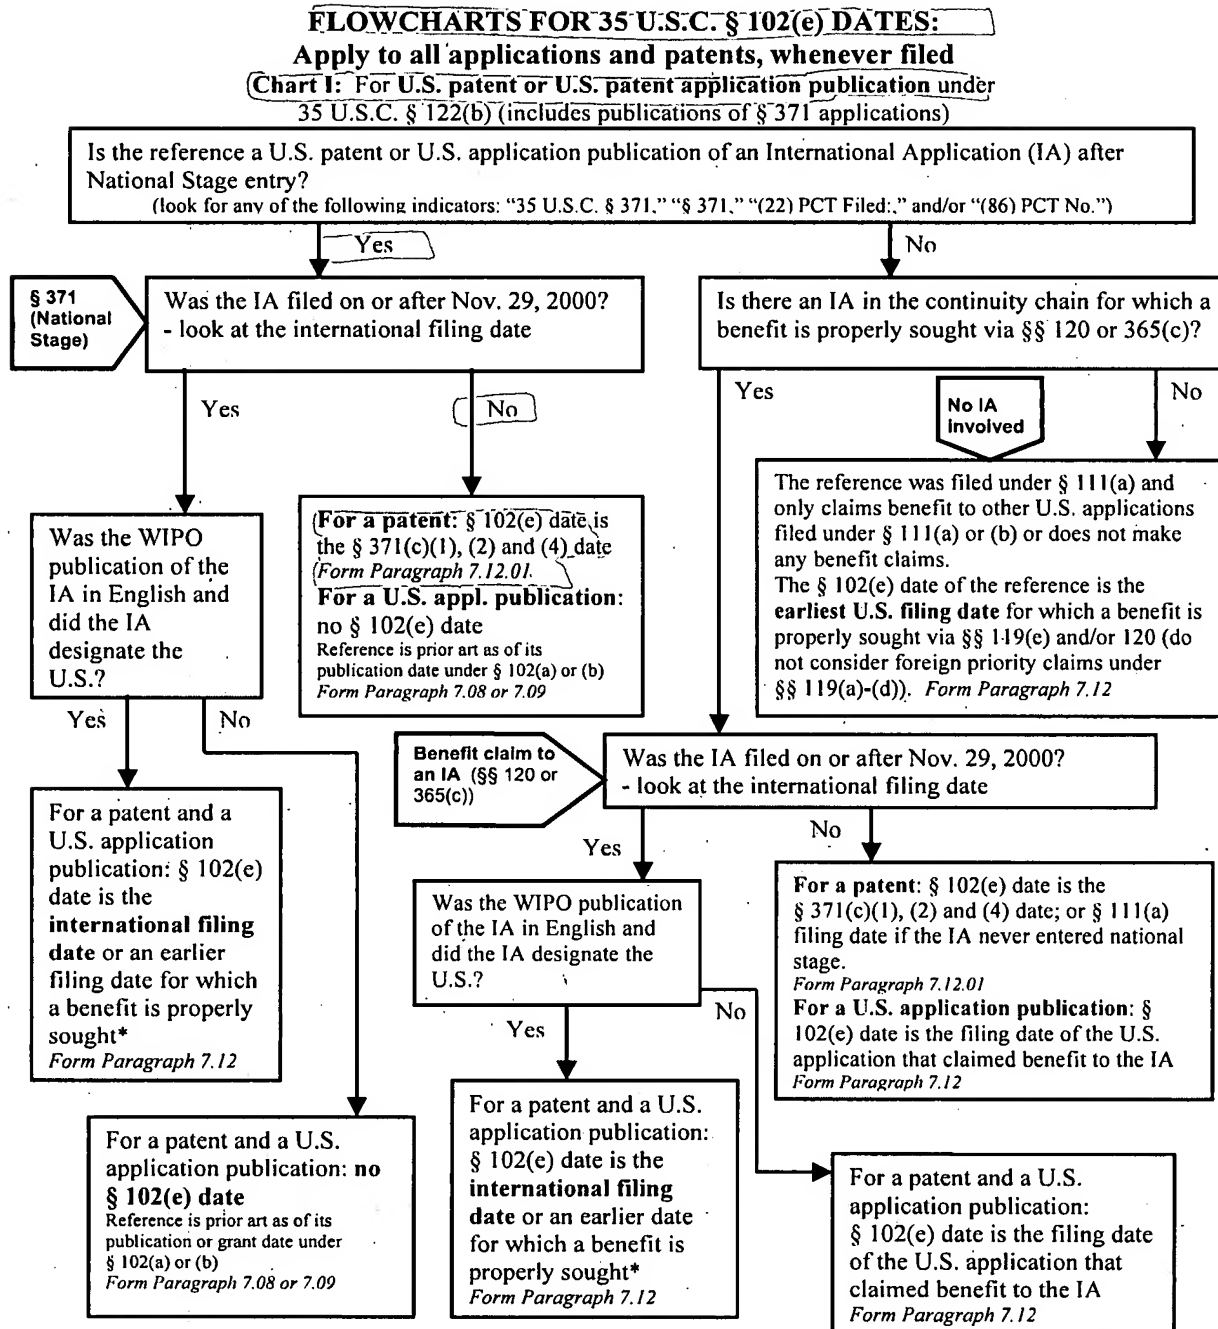 FLOWCHARTS FOR 35 U.S.C. § 102(e) DATES:
Apply to all applications and patents, whenever filed
Chart I: For U.S. patent or U.S. patent application publication under
35 U.S.C. § 122(b) (includes publications of § 371 applications)
Is the reference a U.S. patent or U.S. application publication of an International Application (IA) after
National Stage entry?
(look for any of the following indicators: “35 U.S.C. § 371,” “§ 371,” “(22) PCT Filed:,” and/or “(86) PCT No.”)
Yes
No
§ 371
(National
Stage)
Was the IA filed on or after Nov. 29, 2000?
- look at the international filing date
Is there an IA in the continuity chain for which a
benefit is properly sought via §§ 120 or 365(c)?
Yes
No
Yes
No
No IA
Involved
Was the WIPO
publication of the
IA in English and
did the IA
designate the
U.S.?
For a patent: § 102(e) date is
the § 371(c)(1), (2) and (4) date
(Form Paragraph 7.12.01.
For a U.S. appl. publication:
no § 102(e) date
Reference is prior art as of its
publication date under § 102(a) or (b)
Form Paragraph 7.08 or 7.09
The reference was filed under § 111(a) and
only claims benefit to other U.S. applications
filed under § 111(a) or (b) or does not make
any benefit claims.
The § 102(e) date of the reference is the
earliest U.S. filing date for which a benefit is
properly sought via §§ 119(e) and/or 120 (do
not consider foreign priority claims under
§§ 119(a)-(d)). Form Paragraph 7.12
Yes
No
Benefit claim to
an IA (§§ 120 or
365(c))
Was the IA filed on or after Nov. 29, 2000?
- look at the international filing date
Yes
No
For a patent and a
U.S. application
publication: § 102(e)
date is the
international filing
date or an earlier
filing date for which
a benefit is properly
sought*
Form Paragraph 7.12
Was the WIPO publication
of the IA in English and
did the IA designate the
U.S.?
For a patent: § 102(e) date is the
§ 371(c)(1), (2) and (4) date; or § 111(a)
filing date if the IA never entered national
stage.
Form Paragraph 7.12.01
For a U.S. application publication: §
102(e) date is the filing date of the U.S.
application that claimed benefit to the IA
Form Paragraph 7.12
Yes
No
For a patent and a U.S.
application publication: no
§ 102(e) date
Reference is prior art as of its
publication or grant date under
§ 102(a) or (b)
Form Paragraph 7.08 or 7.09
For a patent and a U.S.
application publication:
§ 102(e) date is the
international filing
date or an earlier date
for which a benefit is
properly sought*
Form Paragraph 7.12
For a patent and a U.S.
application publication:
§ 102(e) date is the filing date
of the U.S. application that
claimed benefit to the IA
Form Paragraph 7.12